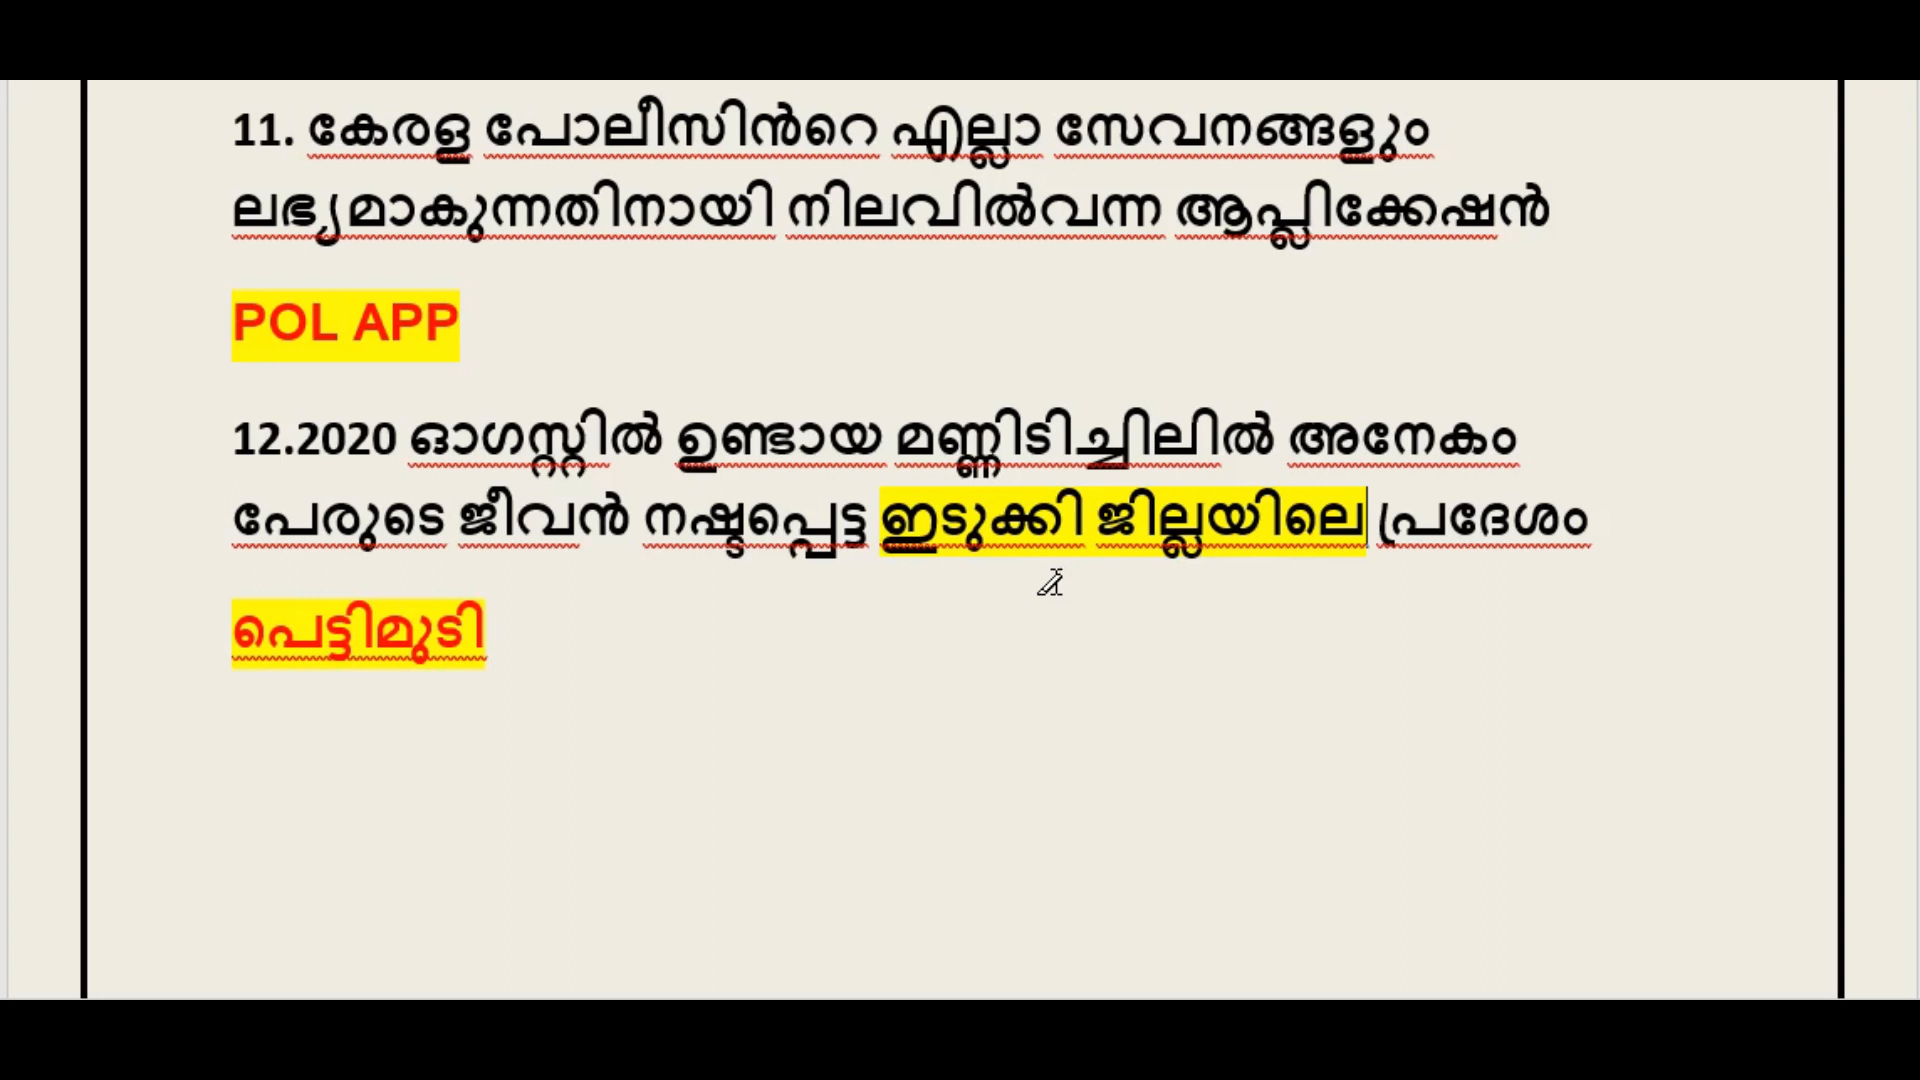 11. കേരള പോലീസിൻറെ എല്ലാ സേവനങ്ങളും
ലഭ്യമാകുന്നതിനായി നിലവിൽവന്ന ആപ്ലിക്കേഷൻ
POL APP
12.2020 ഓഗസ്റ്റിൽ ഉണ്ടായ മണ്ണിടിച്ചിലിൽ അനേകം
പേരുടെ ജീവൻ നഷ്ടപ്പെട്ട ഇടുക്കി ജില്ലയിലെ പ്രദേശം
പെട്ടിമുടി